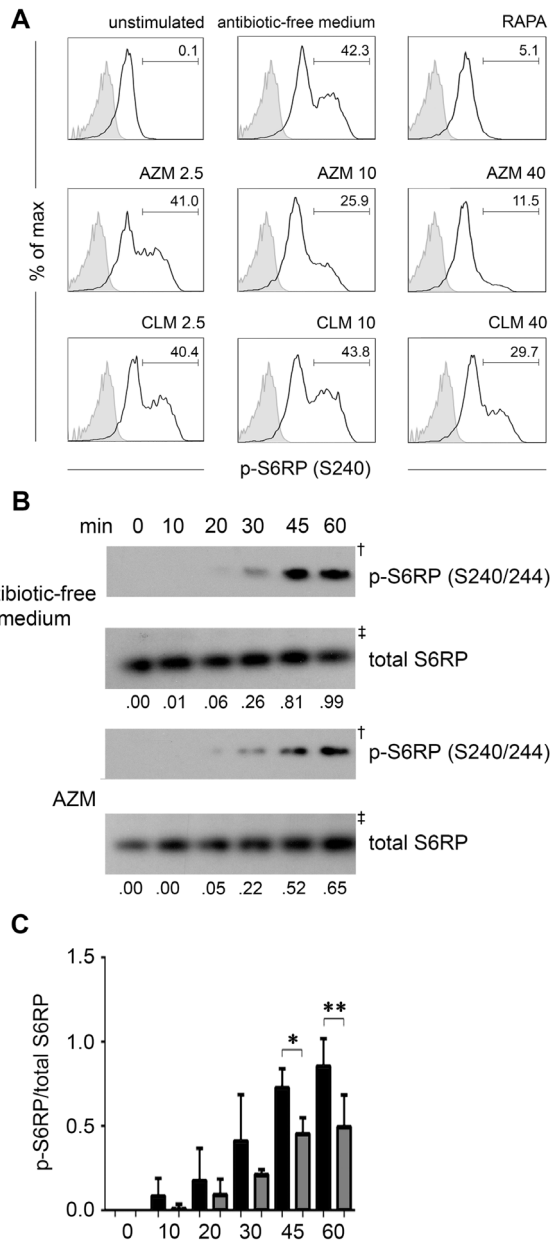 A
unstimulated antibiotic-free medium RAPA
0.1 42.3 5.1
AZM 2.5 AZM 10 AZM 40
41.0 25.9 11.5
% of max
CLM 2.5 CLM 10 CLM 40
40.4 43.8 29.7
p-S6RP (S240)
B
min 0 10 20 30 45 60
†
p-S6RP (S240/244)
tibiotic-free
medium
‡
total S6RP
.00 .01 .06 .26 .81 .99
†
p-S6RP (S240/244)
AZM
‡
total S6RP
.00 .00 .05 .22 .52 .65
C
p-S6RP/total S6RP
1.5
1.0
0.5
0.0
* **
0 10 20 30 45 60